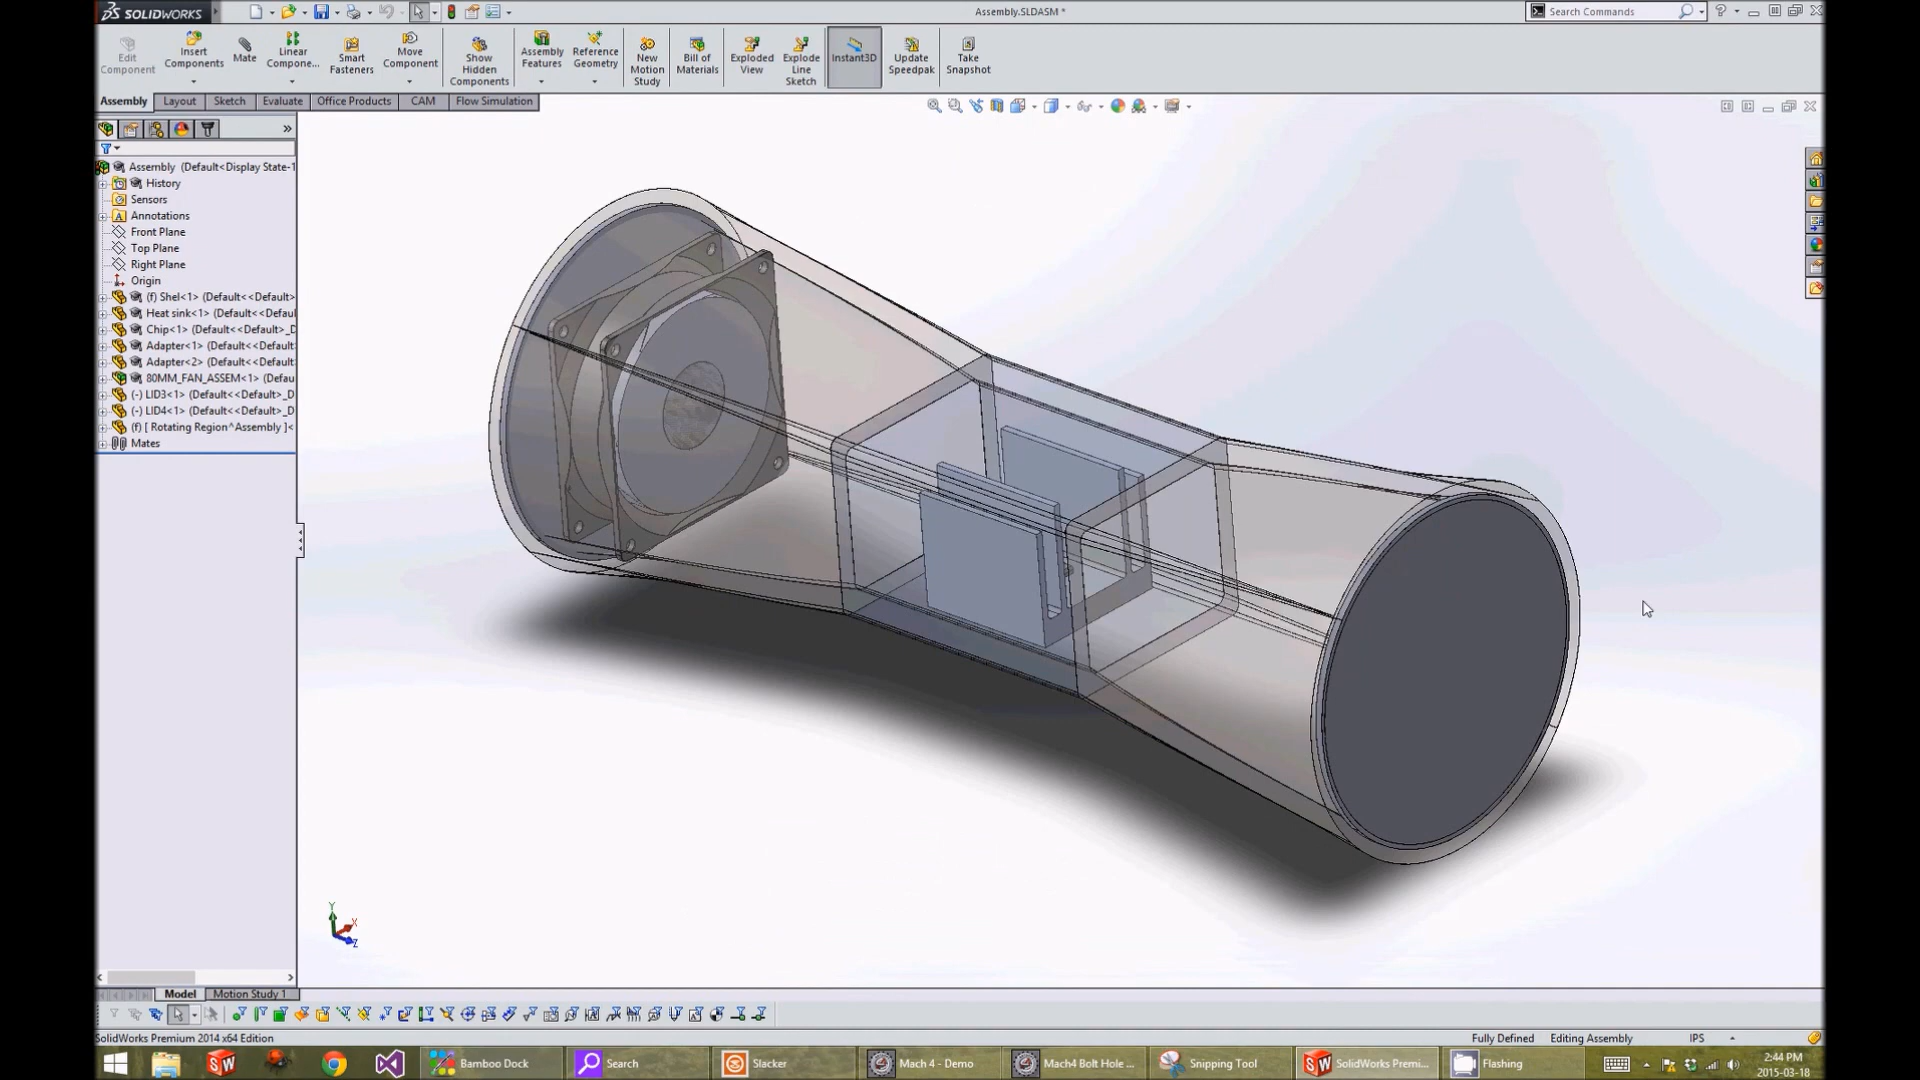 SOLIDWORKS
Assembly.SLDASM *
Search Commands
Edit Component
Insert Components
Mate
Linear Compone...
Smart Fasteners
Move Component
Show Hidden Components
Assembly Features
Reference Geometry
New Motion Study
Bill of Materials
Exploded View
Explode Line Sketch
Instant3D
Update Speedpak
Take Snapshot
Assembly
Layout
Sketch
Evaluate
Office Products
CAM
Flow Simulation
Assembly (Default<Display State-1
History
Sensors
Annotations
Front Plane
Top Plane
Right Plane
Origin
(f) Shel<1> (Default<<Default>
Heat sink<1> (Default<<Defaul
Chip<1> (Default<<Default>_D
Adapter<1> (Default<<Default
Adapter<2> (Default<<Default
80MM_FAN_ASSEM<1> (Defau
(-) LID3<1> (Default<<Default>_D
(-) LID4<1> (Default<<Default>_D
(f) [ Rotating Region^Assembly ]<
Mates
Y
X
Z
Model
Motion Study 1
SolidWorks Premium 2014 x64 Edition
Fully Defined
Editing Assembly
IPS
Bamboo Dock
Search
Slacker
Mach 4 - Demo
Mach4 Bolt Hole ...
Snipping Tool
SolidWorks Premi...
Flashing
2:44 PM
2015-03-18